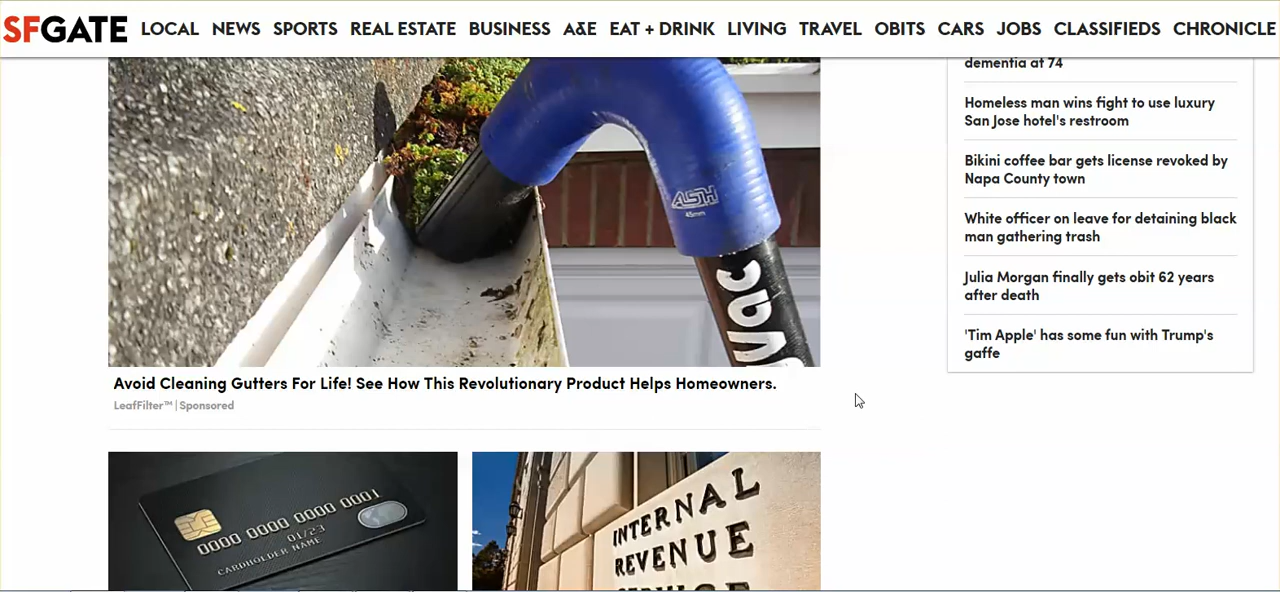 SFGATE LOCAL NEWS SPORTS REAL ESTATE BUSINESS A&E EAT + DRINK LIVING TRAVEL OBITS CARS JOBS CLASSIFIEDS CHRONICLE
dementia at 74
Homeless man wins fight to use luxury
San Jose hotel's restroom
Bikini coffee bar gets license revoked by
Napa County town
White officer on leave for detaining black
man gathering trash
Julia Morgan finally gets obit 62 years
after death
'Tim Apple' has some fun with Trump's
gaffe
ASH
45mm
Avoid Cleaning Gutters For Life! See How This Revolutionary Product Helps Homeowners.
LeafFilter™ | Sponsored
0000 0000 0000 0001
01/23
CARDHOLDER NAME
INTERNAL
REVENUE